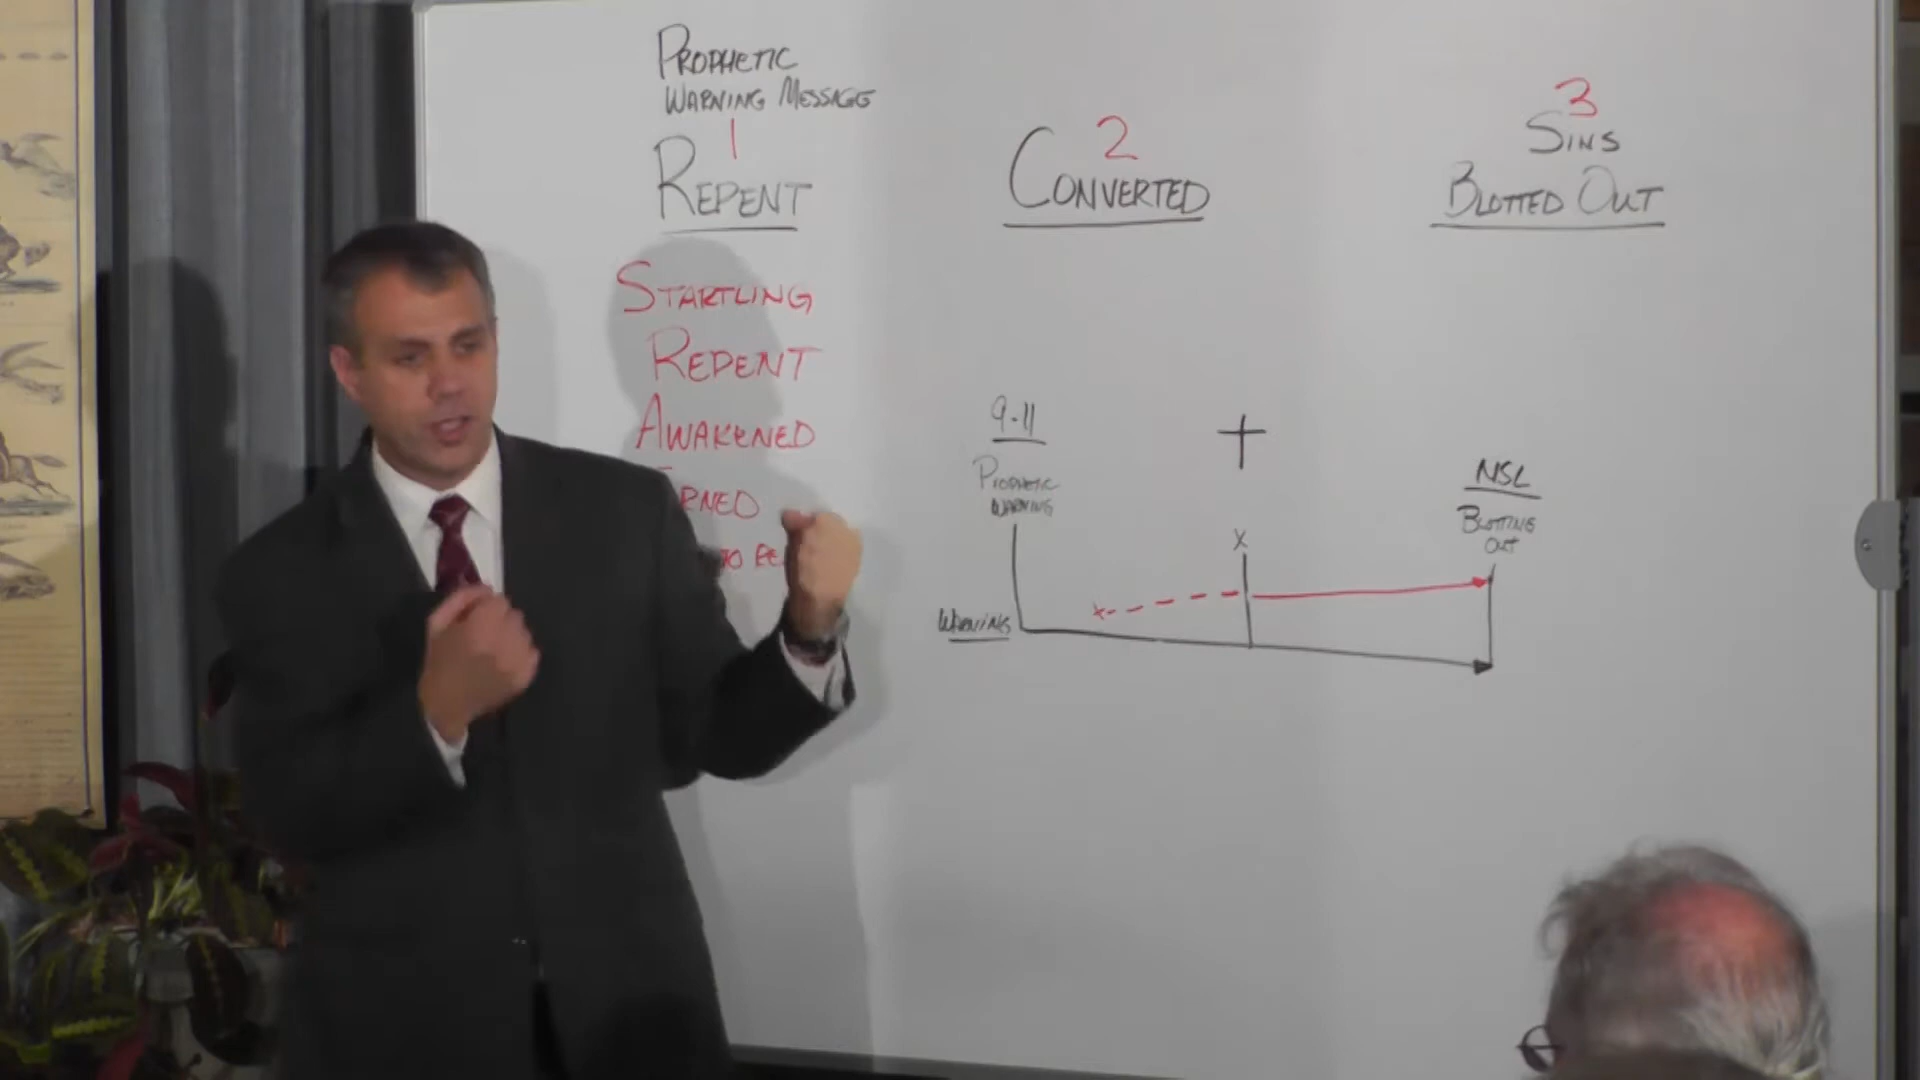 PROPHETIC
WARNING MESSAGE
1
REPENT
STARTLING
REPENT
AWAKENED
2
CONVERTED
3
SINS
BLOTTED OUT
9-11
PROPHETIC
WARNING
WARNING
X
NSL
BLOTTING
OUT